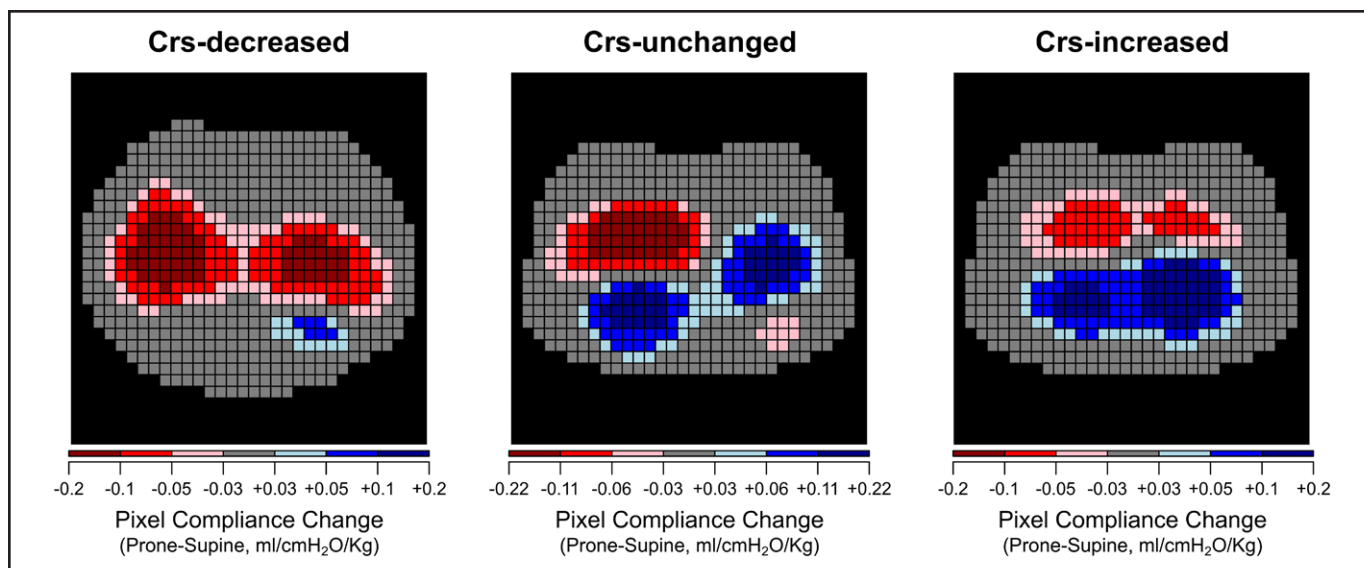 Crs-decreased
Crs-unchanged
Crs-increased
-0.2 -0.1 -0.05 -0.03 +0.03 +0.05 +0.1 +0.2
Pixel Compliance Change
(Prone-Supine, ml/cmH₂O/Kg)
-0.22 -0.11 -0.06 -0.03 +0.03 +0.06 +0.11 +0.22
Pixel Compliance Change
(Prone-Supine, ml/cmH₂O/Kg)
-0.2 -0.1 -0.05 -0.03 +0.03 +0.05 +0.1 +0.2
Pixel Compliance Change
(Prone-Supine, ml/cmH₂O/Kg)